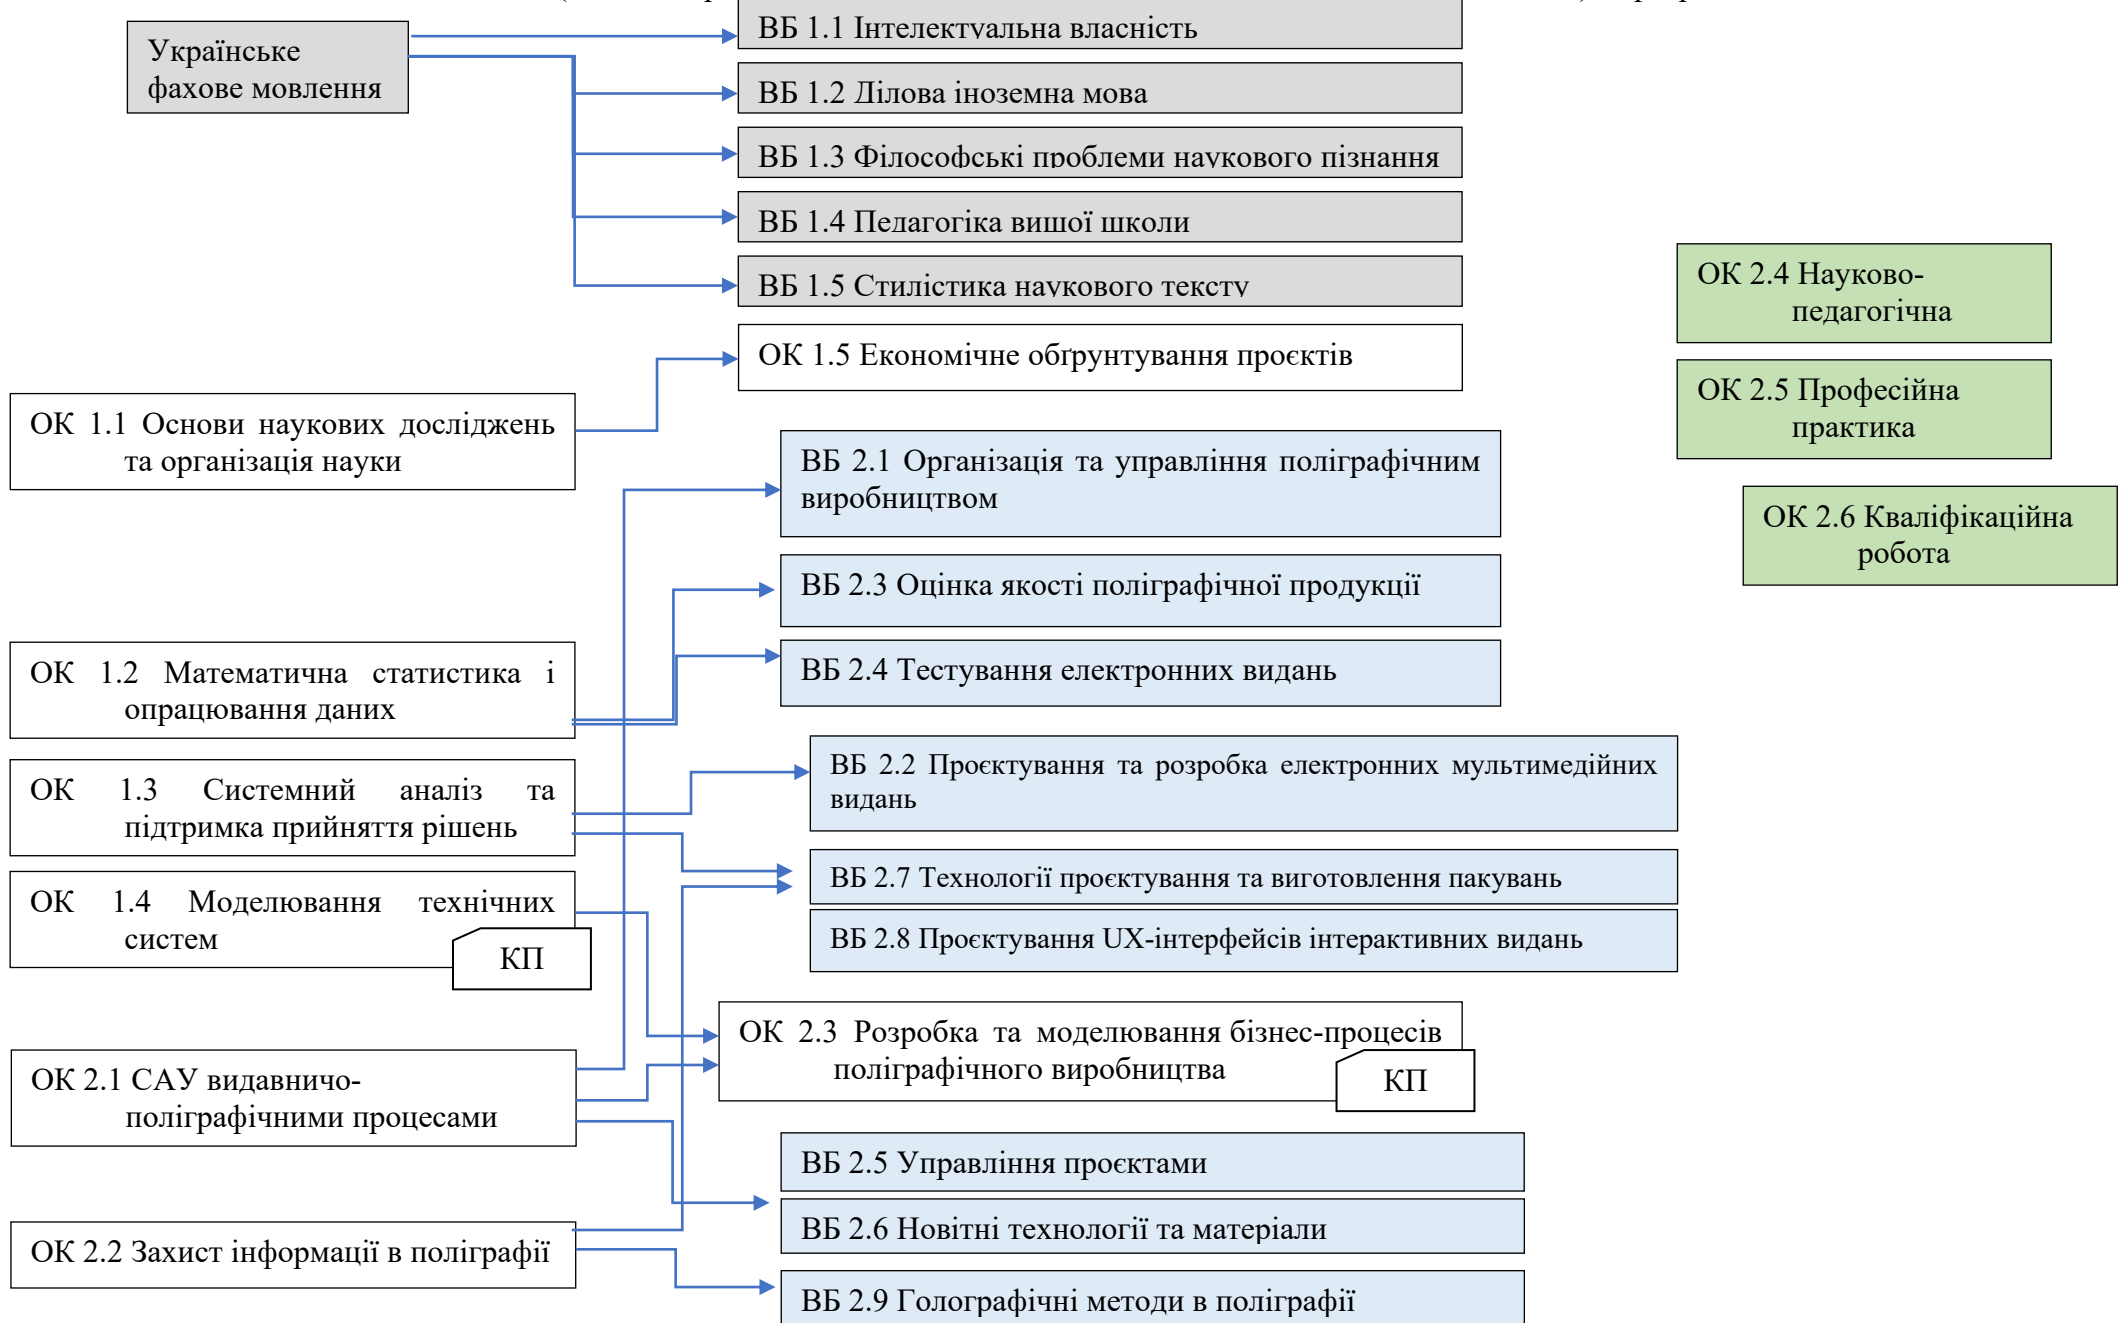 Українське
фахове мовлення
ВБ 1.1 Інтелектуальна власність
ВБ 1.2 Ділова іноземна мова
ВБ 1.3 Філософські проблеми наукового пізнання
ВБ 1.4 Педагогіка вищої школи
ВБ 1.5 Стилістика наукового тексту
ОК 1.5 Економічне обґрунтування проєктів
ОК 2.4 Науково-
педагогічна
ОК 2.5 Професійна
практика
ОК 2.6 Кваліфікаційна
робота
ОК 1.1 Основи наукових досліджень
та організація науки
ВБ 2.1 Організація та управління поліграфічним
виробництвом
ВБ 2.3 Оцінка якості поліграфічної продукції
ВБ 2.4 Тестування електронних видань
ОК 1.2 Математична статистика і
опрацювання даних
ОК 1.3 Системний аналіз та
підтримка прийняття рішень
ВБ 2.2 Проєктування та розробка електронних мультимедійних
видань
ВБ 2.7 Технології проєктування та виготовлення пакувань
ВБ 2.8 Проєктування UX-інтерфейсів інтерактивних видань
ОК 1.4 Моделювання технічних
систем
КП
ОК 2.3 Розробка та моделювання бізнес-процесів
поліграфічного виробництва
КП
ОК 2.1 САУ видавничо-
поліграфічними процесами
ВБ 2.5 Управління проєктами
ВБ 2.6 Новітні технології та матеріали
ОК 2.2 Захист інформації в поліграфії
ВБ 2.9 Голографічні методи в поліграфії